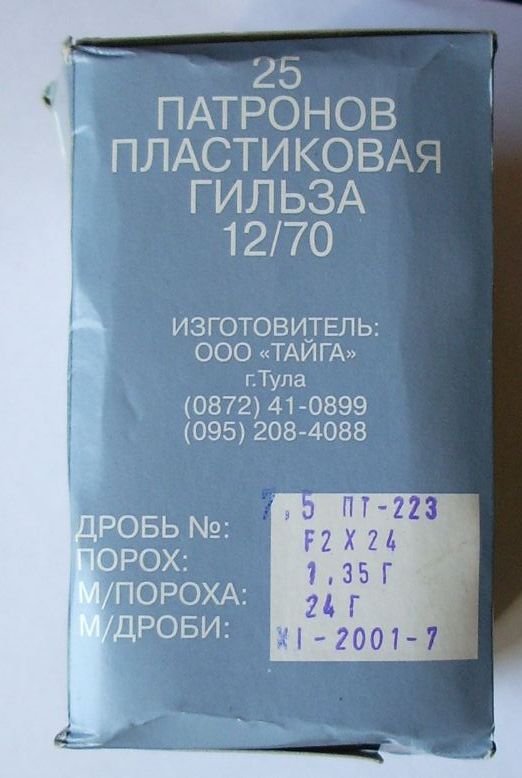 25
ПАТРОНОВ
ПЛАСТИКОВАЯ
ГИЛЬЗА
12/70
ИЗГОТОВИТЕЛЬ:
ООО «ТАЙГА»
г.Тула
(0872) 41-0899
(095) 208-4088
7,5 ПТ-223
ДРОБЬ №: F2 X 24
ПОРОХ: 1,35 Г
М/ПОРОХА: 24 Г
М/ДРОБИ: XI-2001-7